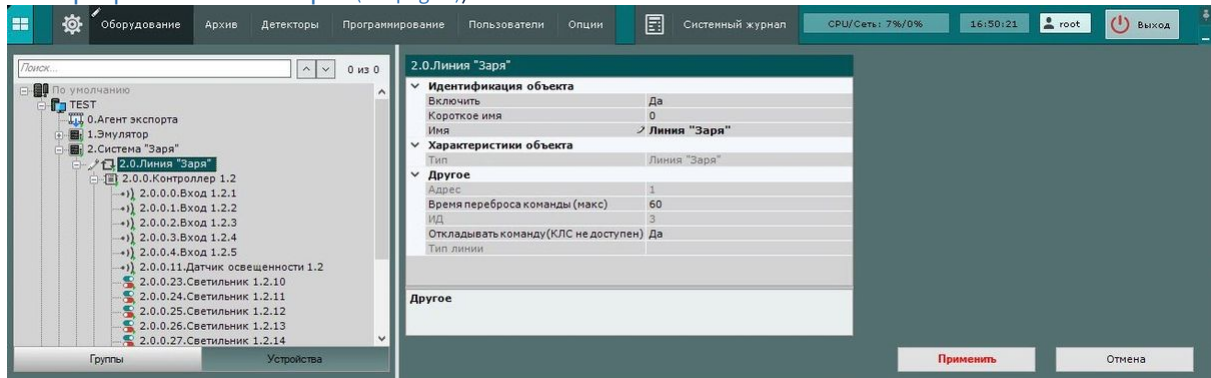 Оборудование Архив Детекторы Программирование Пользователи Опции Системный журнал CPU/Сеть: 7%/0% 16:50:21 root Выход
Поиск... 0 из 0
По умолчанию
TEST
0.Агент экспорта
1.Эмулятор
2.Система "Заря"
2.0.Линия "Заря"
2.0.0.Контроллер 1.2
2.0.0.0.Вход 1.2.1
2.0.0.1.Вход 1.2.2
2.0.0.2.Вход 1.2.3
2.0.0.3.Вход 1.2.4
2.0.0.4.Вход 1.2.5
2.0.0.11.Датчик освещенности 1.2
2.0.0.23.Светильник 1.2.10
2.0.0.24.Светильник 1.2.11
2.0.0.25.Светильник 1.2.12
2.0.0.26.Светильник 1.2.13
2.0.0.27.Светильник 1.2.14
Группы Устройства
2.0.Линия "Заря"
Идентификация объекта
Включить Да
Короткое имя 0
Имя Линия "Заря"
Характеристики объекта
Тип Линия "Заря"
Другое
Адрес 1
Время переброса команды (макс) 60
ИД 3
Откладывать команду(КЛС не доступен) Да
Тип линии
Другое
Применить Отмена